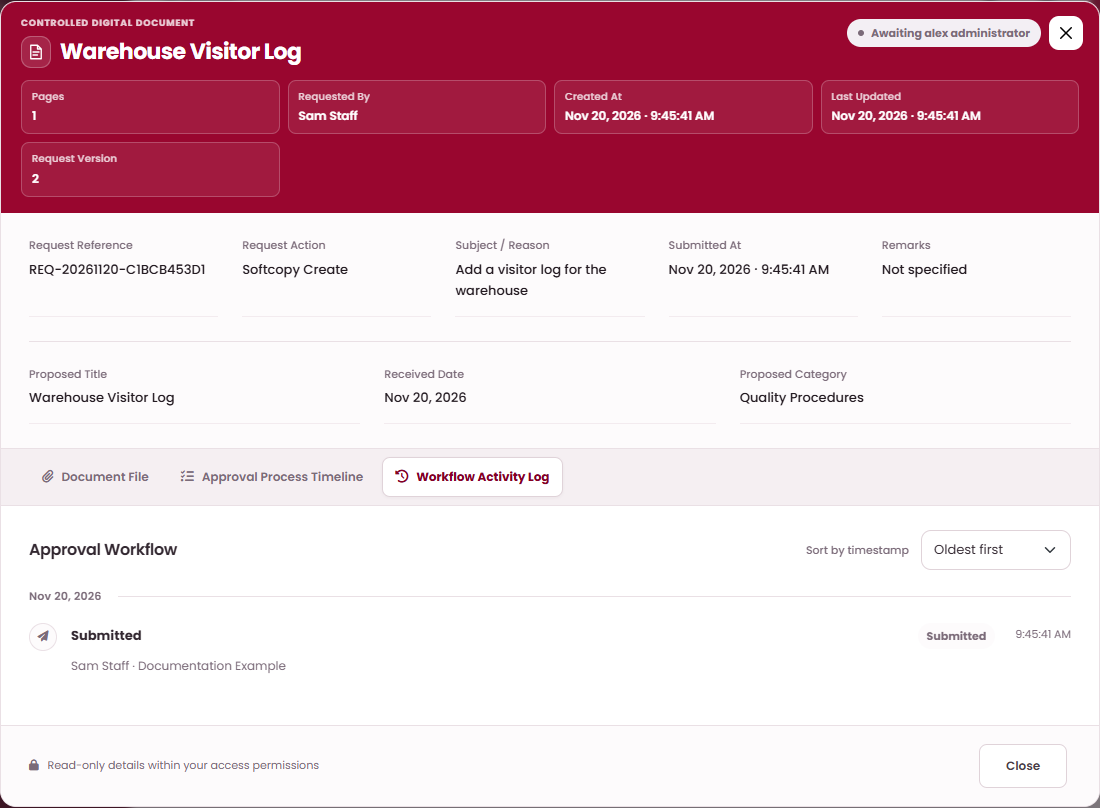 CONTROLLED DIGITAL DOCUMENT
Warehouse Visitor Log
Awaiting alex administrator
Pages
1
Requested By
Sam Staff
Created At
Nov 20, 2026 · 9:45:41 AM
Last Updated
Nov 20, 2026 · 9:45:41 AM
Request Version
2
Request Reference
REQ-20261120-C1BCB453D1
Request Action
Softcopy Create
Subject / Reason
Add a visitor log for the
warehouse
Submitted At
Nov 20, 2026 · 9:45:41 AM
Remarks
Not specified
Proposed Title
Warehouse Visitor Log
Received Date
Nov 20, 2026
Proposed Category
Quality Procedures
Document File
Approval Process Timeline
Workflow Activity Log
Approval Workflow
Sort by timestamp
Oldest first
Nov 20, 2026
Submitted
Submitted
9:45:41 AM
Sam Staff · Documentation Example
Read-only details within your access permissions
Close